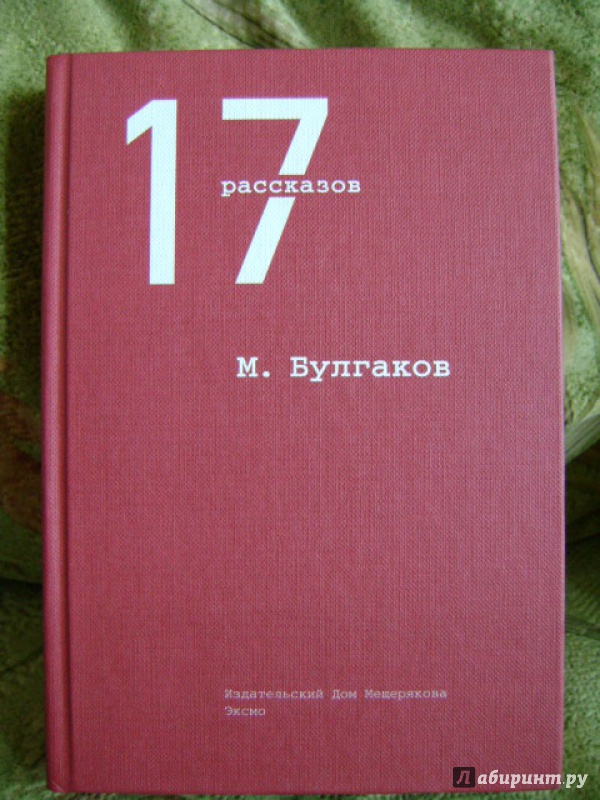 17
рассказов
М. Булгаков
Издательский Дом Мещерякова
Эксмо
Лабиринт.ру